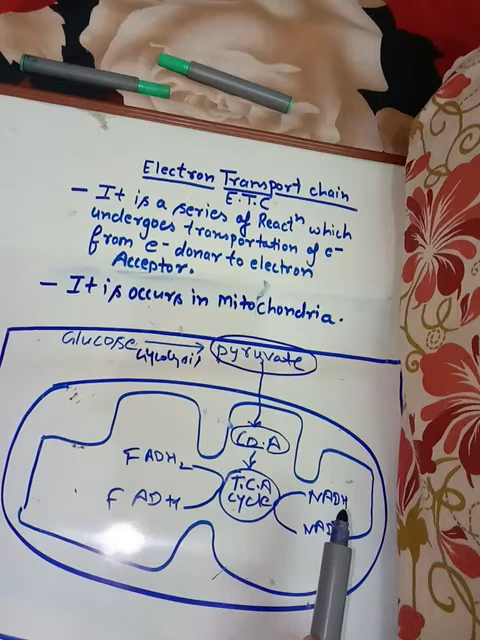 Electron Transport chain
E.T.C
- It is a series of Reactⁿ which
undergoes transportation of e⁻
from e⁻ donar to electron
Acceptor.
- It is occurs in Mitochondria.
Glucose → pyruvate
Glycolysis
CO.A
FADH₂
T.C.A
cycle
NADH
FADH
NAD